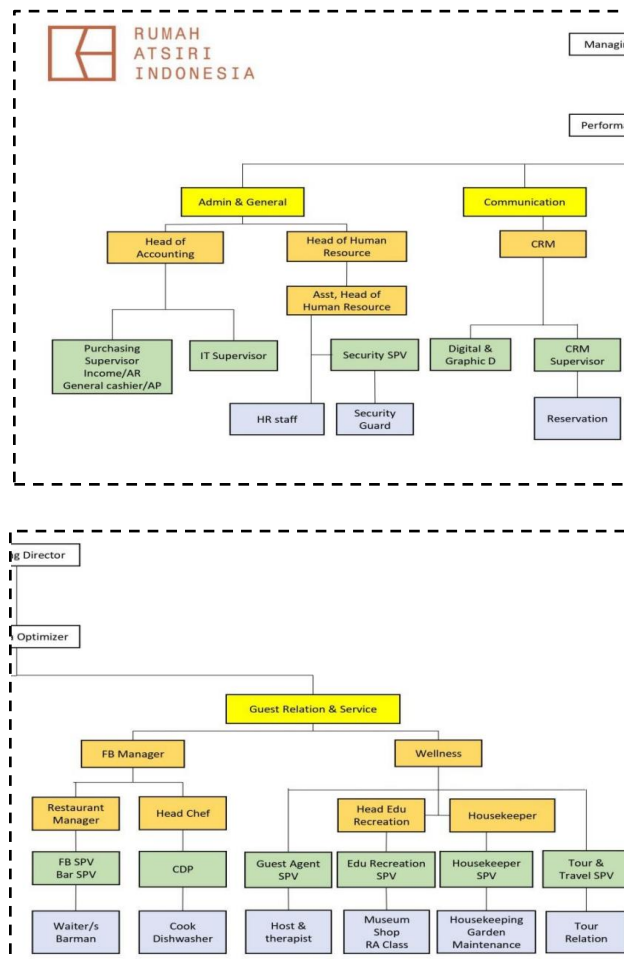 RUMAH
ATSIRI
INDONESIA
Managin
Performa
Admin & General
Communication
Head of
Accounting
Head of Human
Resource
CRM
Asst, Head of
Human Resource
Purchasing
Supervisor
Income/AR
General cashier/AP
IT Supervisor
Security SPV
Digital &
Graphic D
CRM
Supervisor
HR staff
Security
Guard
Reservation
g Director
Optimizer
Guest Relation & Service
FB Manager
Wellness
Restaurant
Manager
Head Chef
Head Edu
Recreation
Housekeeper
FB SPV
Bar SPV
CDP
Guest Agent
SPV
Edu Recreation
SPV
Housekeeper
SPV
Tour &
Travel SPV
Waiter/s
Barman
Cook
Dishwasher
Host &
therapist
Museum
Shop
RA Class
Housekeeping
Garden
Maintenance
Tour
Relation